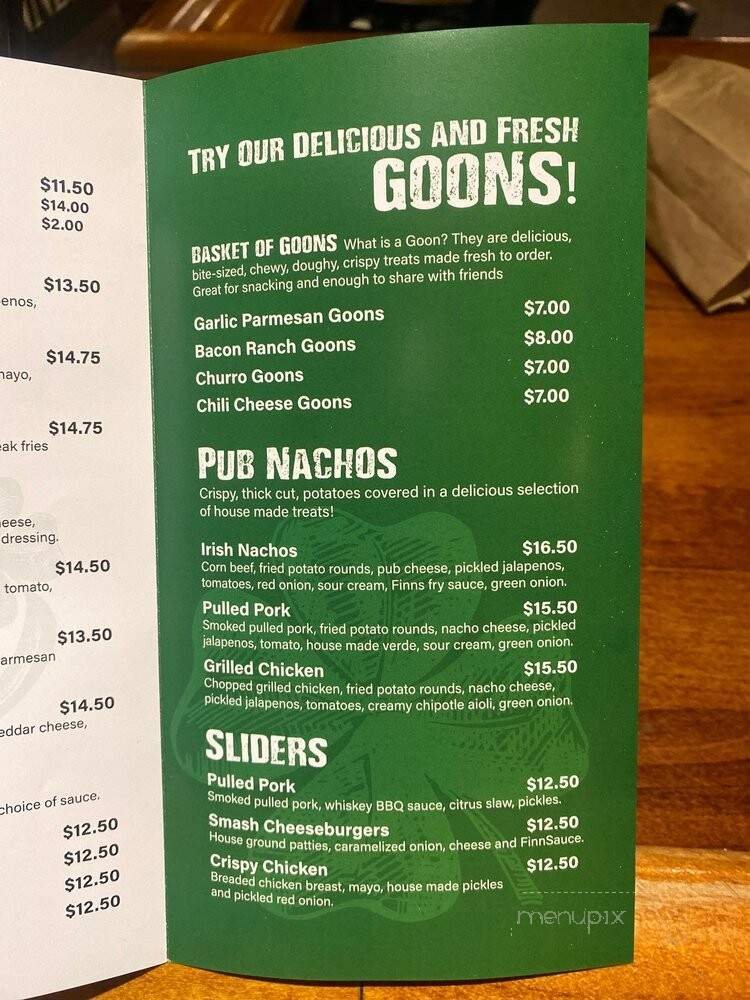 $11.50
$14.00
$2.00
$13.50
enos,
$14.75
mayo,
$14.75
eak fries
eese,
dressing.
$14.50
tomato,
$13.50
armesan
$14.50
eddar cheese,
choice of sauce.
$12.50
$12.50
$12.50
$12.50
TRY OUR DELICIOUS AND FRESH
GOONS!
BASKET OF GOONS What is a Goon? They are delicious,
bite-sized, chewy, doughy, crispy treats made fresh to order.
Great for snacking and enough to share with friends
Garlic Parmesan Goons $7.00
Bacon Ranch Goons $8.00
Churro Goons $7.00
Chili Cheese Goons $7.00
PUB NACHOS
Crispy, thick cut, potatoes covered in a delicious selection
of house made treats!
Irish Nachos $16.50
Corn beef, fried potato rounds, pub cheese, pickled jalapenos,
tomatoes, red onion, sour cream, Finns fry sauce, green onion.
Pulled Pork $15.50
Smoked pulled pork, fried potato rounds, nacho cheese, pickled
jalapenos, tomato, house made verde, sour cream, green onion.
Grilled Chicken $15.50
Chopped grilled chicken, fried potato rounds, nacho cheese,
pickled jalapenos, tomatoes, creamy chipotle aioli, green onion.
SLIDERS
Pulled Pork $12.50
Smoked pulled pork, whiskey BBQ sauce, citrus slaw, pickles.
Smash Cheeseburgers $12.50
House ground patties, caramelized onion, cheese and FinnSauce.
Crispy Chicken $12.50
Breaded chicken breast, mayo, house made pickles
and pickled red onion.
menupix